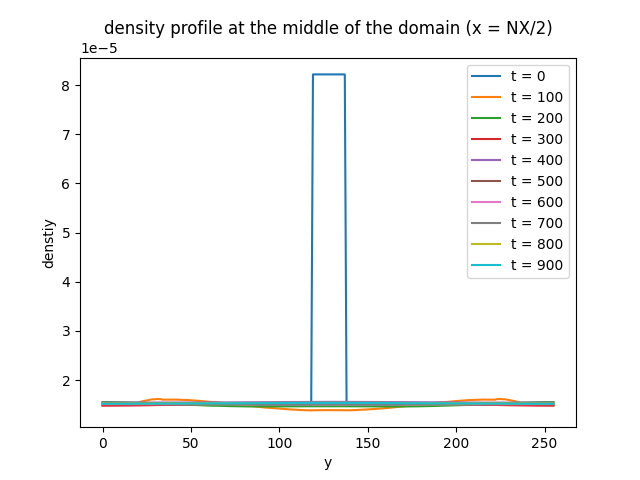 density profile at the middle of the domain (x = NX/2)
1e−5
8
7
6
5
4
3
2
denstiy
0
50
100
150
200
250
y
t = 0
t = 100
t = 200
t = 300
t = 400
t = 500
t = 600
t = 700
t = 800
t = 900